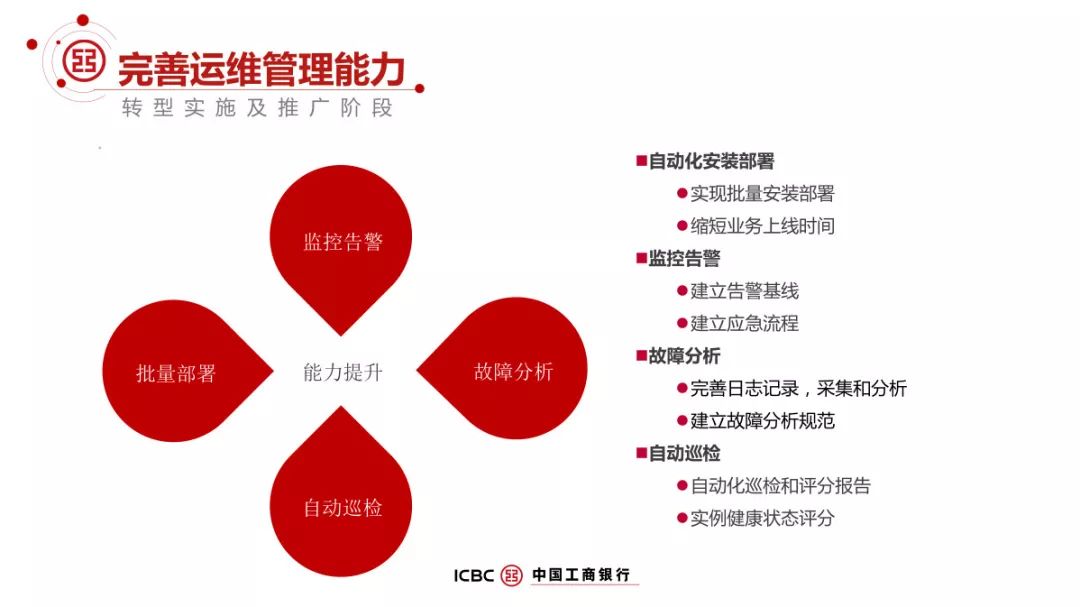 完善运维管理能力
转型实施及推广阶段
监控告警
批量部署
能力提升
故障分析
自动巡检
自动化安装部署
实现批量安装部署
缩短业务上线时间
监控告警
建立告警基线
建立应急流程
故障分析
完善日志记录，采集和分析
建立故障分析规范
自动巡检
自动化巡检和评分报告
实例健康状态评分
ICBC 中国工商银行